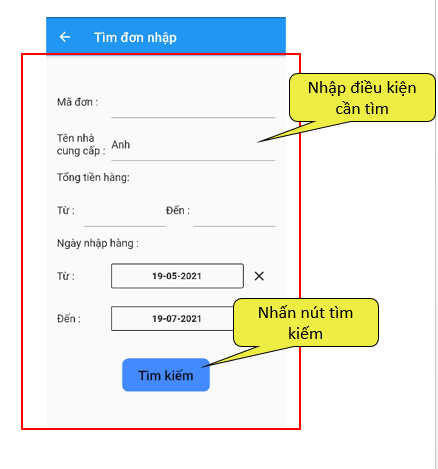 Tìm đơn nhập
Nhập điều kiện
cần tìm
Mã đơn :
Tên nhà
cung cấp : Anh
Tổng tiền hàng:
Từ : Đến :
Ngày nhập hàng :
Từ : 19-05-2021
Đến : 19-07-2021
Nhấn nút tìm
kiếm
Tìm kiếm